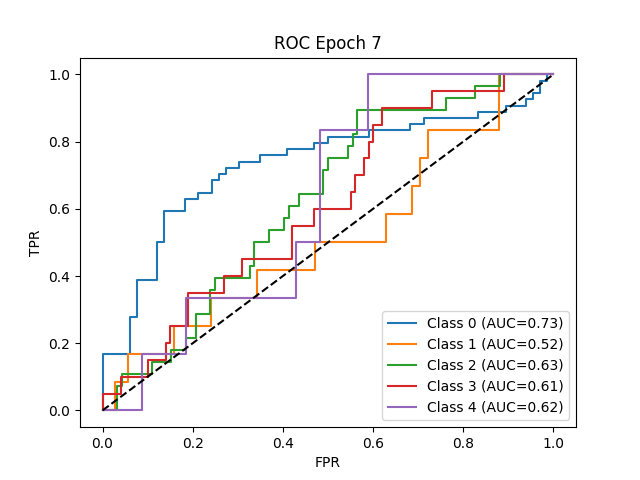 ROC Epoch 7
TPR
1.0
0.8
0.6
0.4
0.2
0.0
0.0 0.2 0.4 0.6 0.8 1.0
FPR
Class 0 (AUC=0.73)
Class 1 (AUC=0.52)
Class 2 (AUC=0.63)
Class 3 (AUC=0.61)
Class 4 (AUC=0.62)